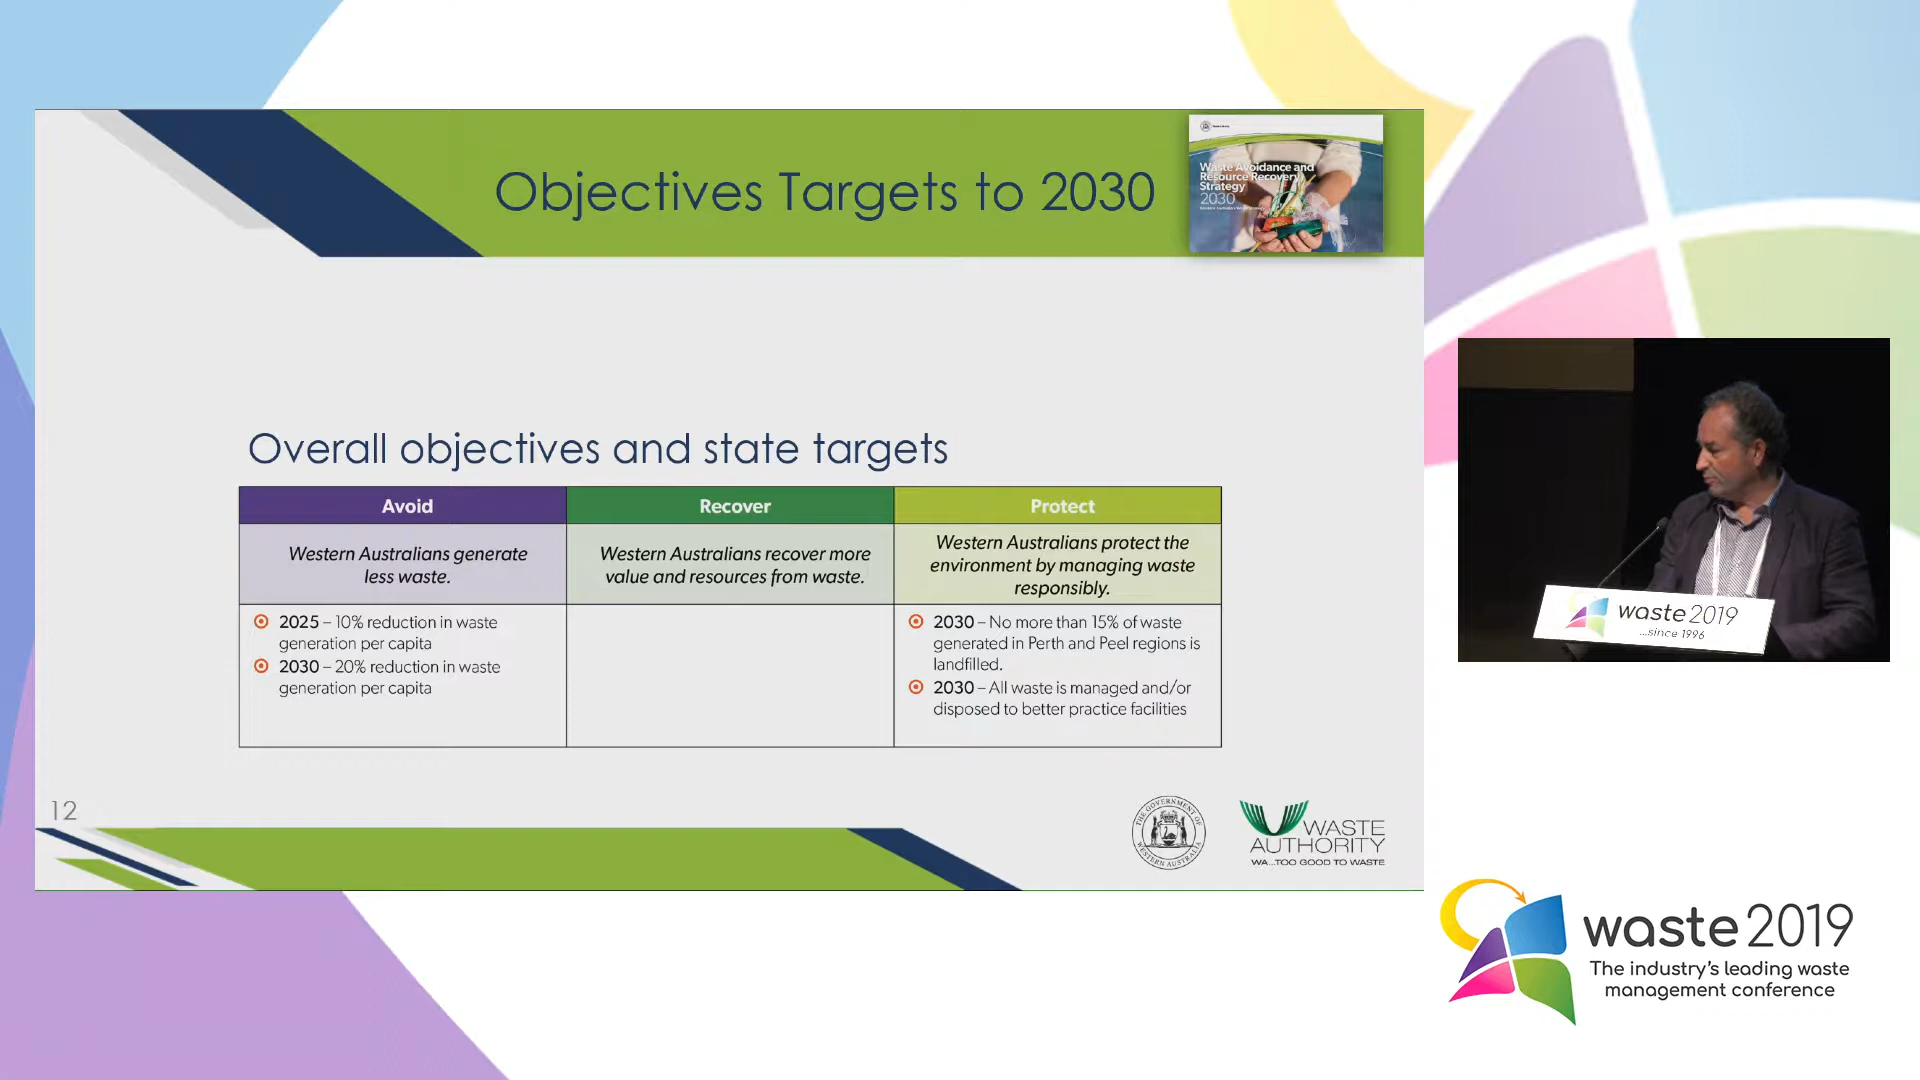 Objectives Targets to 2030
Waste Avoidance and
Resource Recovery
Strategy
2030
Overall objectives and state targets
Avoid
Recover
Protect
Western Australians generate
less waste.
Western Australians recover more
value and resources from waste.
Western Australians protect the
environment by managing waste
responsibly.
2025 – 10% reduction in waste
generation per capita
2030 – 20% reduction in waste
generation per capita
2030 – No more than 15% of waste
generated in Perth and Peel regions is
landfilled.
2030 – All waste is managed and/or
disposed to better practice facilities
12
THE GOVERNMENT OF
WESTERN AUSTRALIA
WASTE
AUTHORITY
WA...TOO GOOD TO WASTE
waste 2019
...since 1996
waste 2019
The industry's leading waste
management conference